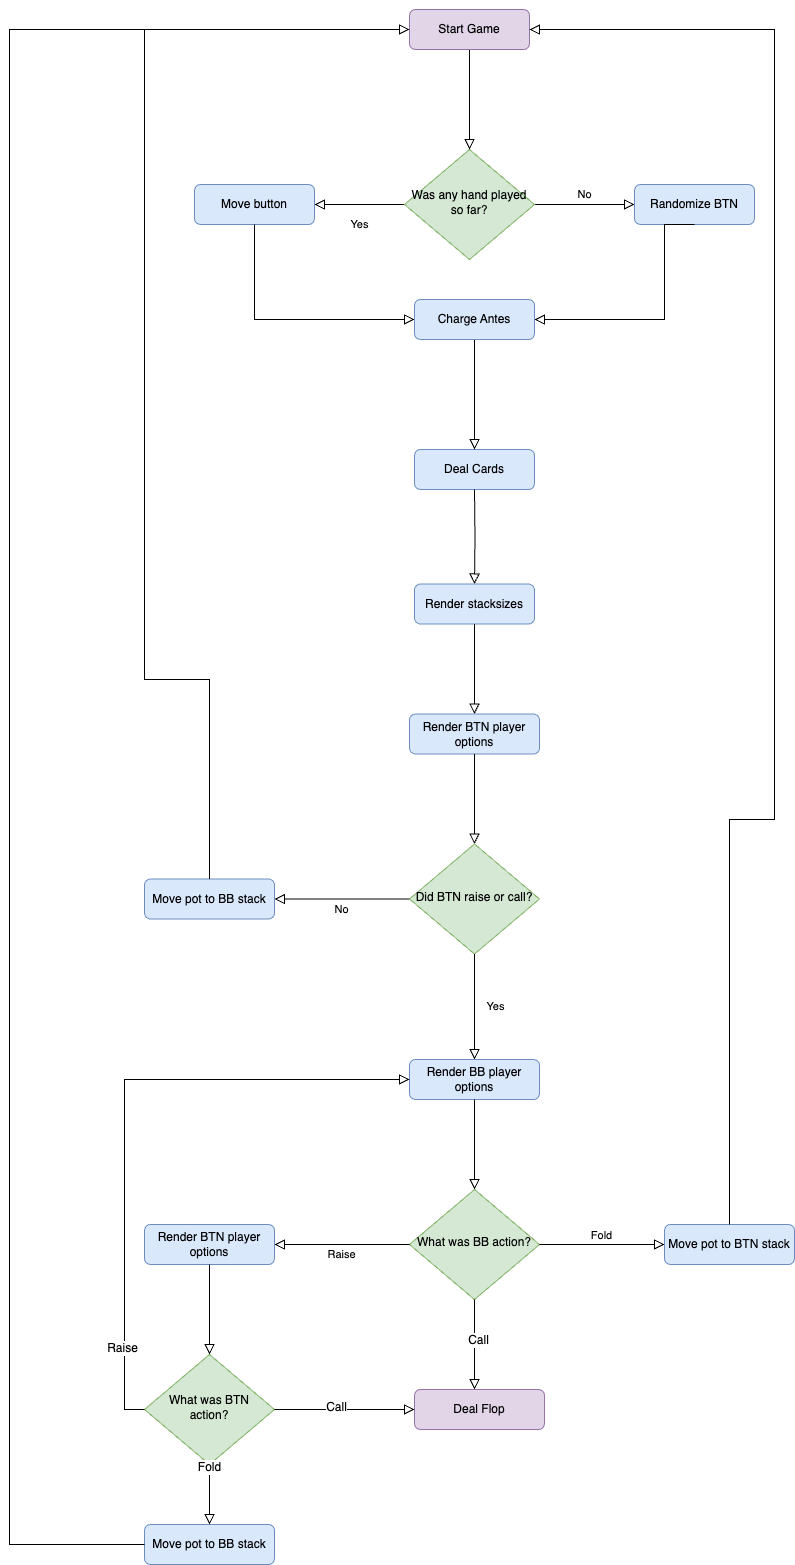 Start Game
Was any hand played
so far?
Move button
Yes
No
Randomize BTN
Charge Antes
Deal Cards
Render stacksizes
Render BTN player
options
Did BTN raise or call?
No
Move pot to BB stack
Yes
Render BB player
options
What was BB action?
Raise
Render BTN player
options
Fold
Move pot to BTN stack
Call
Raise
What was BTN
action?
Call
Deal Flop
Fold
Move pot to BB stack